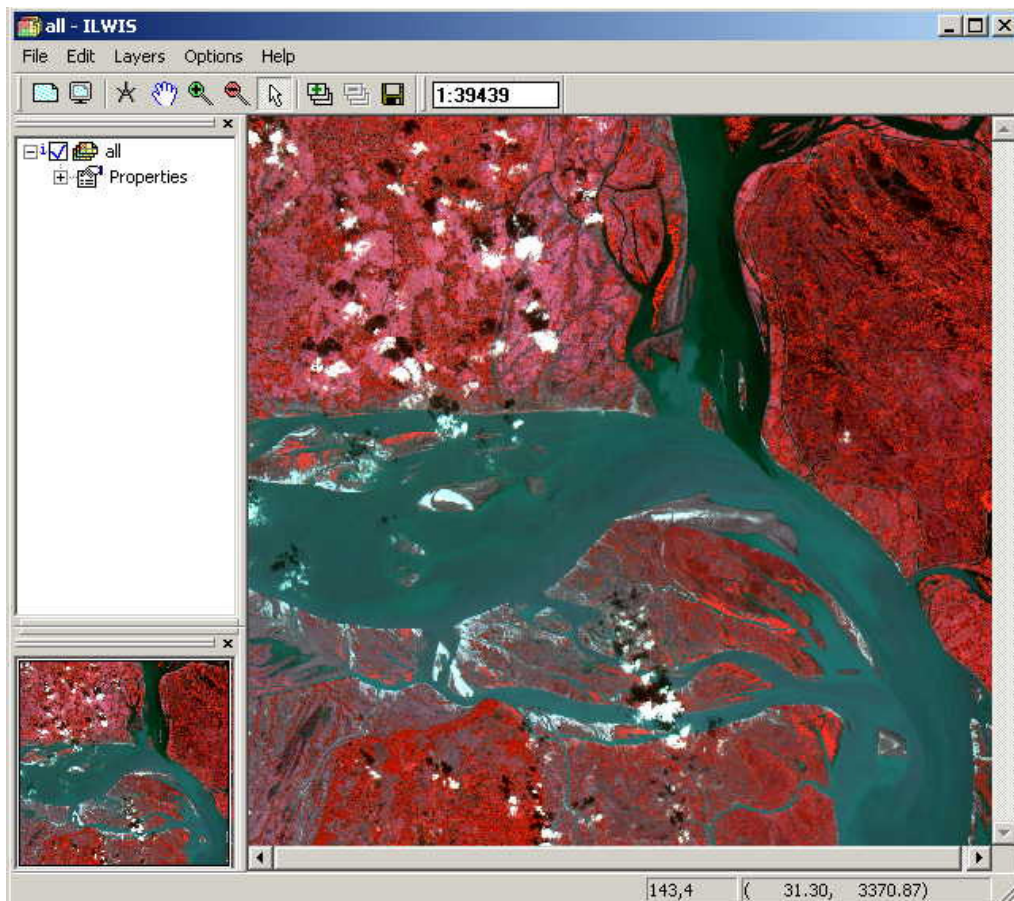 all - ILWIS
File Edit Layers Options Help
1:39439
all
Properties
143,4 ( 31.30, 3370.87)